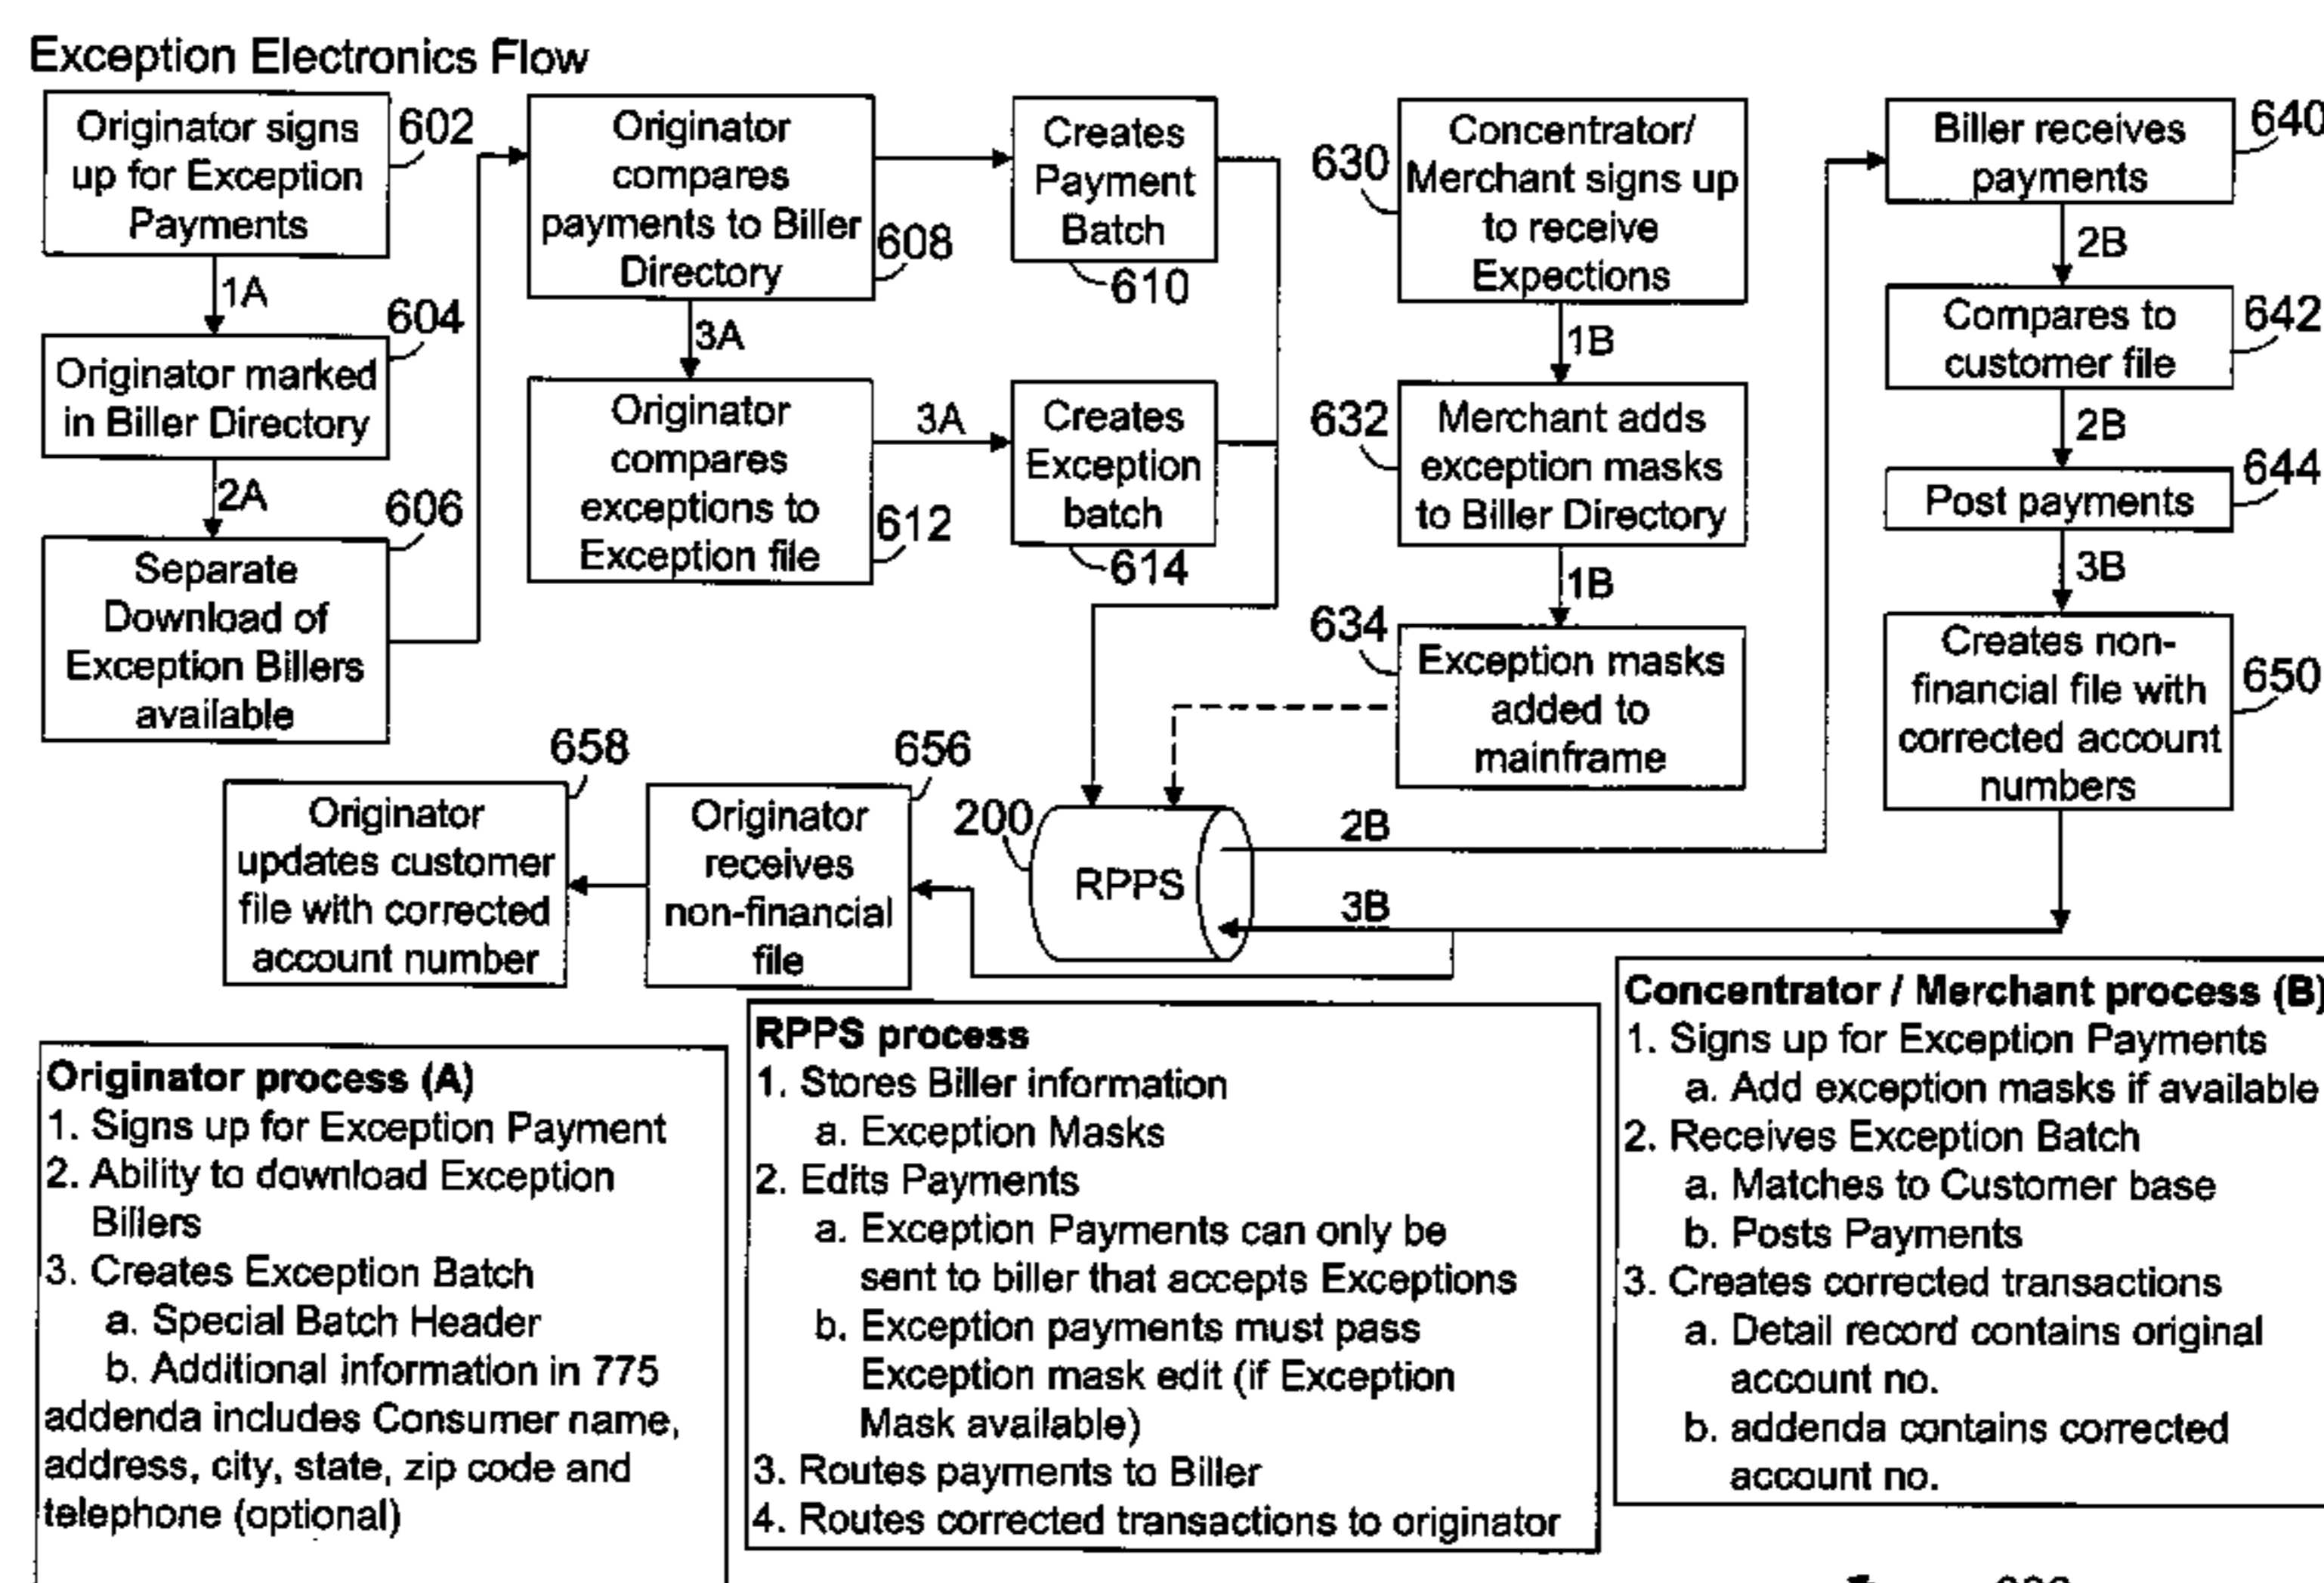 Exception Electronics Flow
Originator signs
up for Exception
Payments
602
1A
Originator marked
in Biller Directory
604
2A
Separate
Download of
Exception Billers
available
606
Originator
compares
payments to Biller
Directory
608
3A
Originator
compares
exceptions to
Exception file
612
3A
Creates
Payment
Batch
610
Creates
Exception
batch
614
Concentrator/
Merchant signs up
to receive
Expections
630
1B
Merchant adds
exception masks
to Biller Directory
632
1B
Exception masks
added to
mainframe
634
Biller receives
payments
640
2B
Compares to
customer file
642
2B
Post payments
644
3B
Creates non-
financial file with
corrected account
numbers
650
658
Originator
updates customer
file with corrected
account number
656
Originator
receives
non-financial
file
200
RPPS
2B
3B
Originator process (A)
1. Signs up for Exception Payment
2. Ability to download Exception
Billers
3. Creates Exception Batch
a. Special Batch Header
b. Additional information in 775
addenda includes Consumer name,
address, city, state, zip code and
telephone (optional)
RPPS process
1. Stores Biller information
a. Exception Masks
2. Edits Payments
a. Exception Payments can only be
sent to biller that accepts Exceptions
b. Exception payments must pass
Exception mask edit (if Exception
Mask available)
3. Routes payments to Biller
4. Routes corrected transactions to originator
Concentrator / Merchant process (B)
1. Signs up for Exception Payments
a. Add exception masks if available
2. Receives Exception Batch
a. Matches to Customer base
b. Posts Payments
3. Creates corrected transactions
a. Detail record contains original
account no.
b. addenda contains corrected
account no.